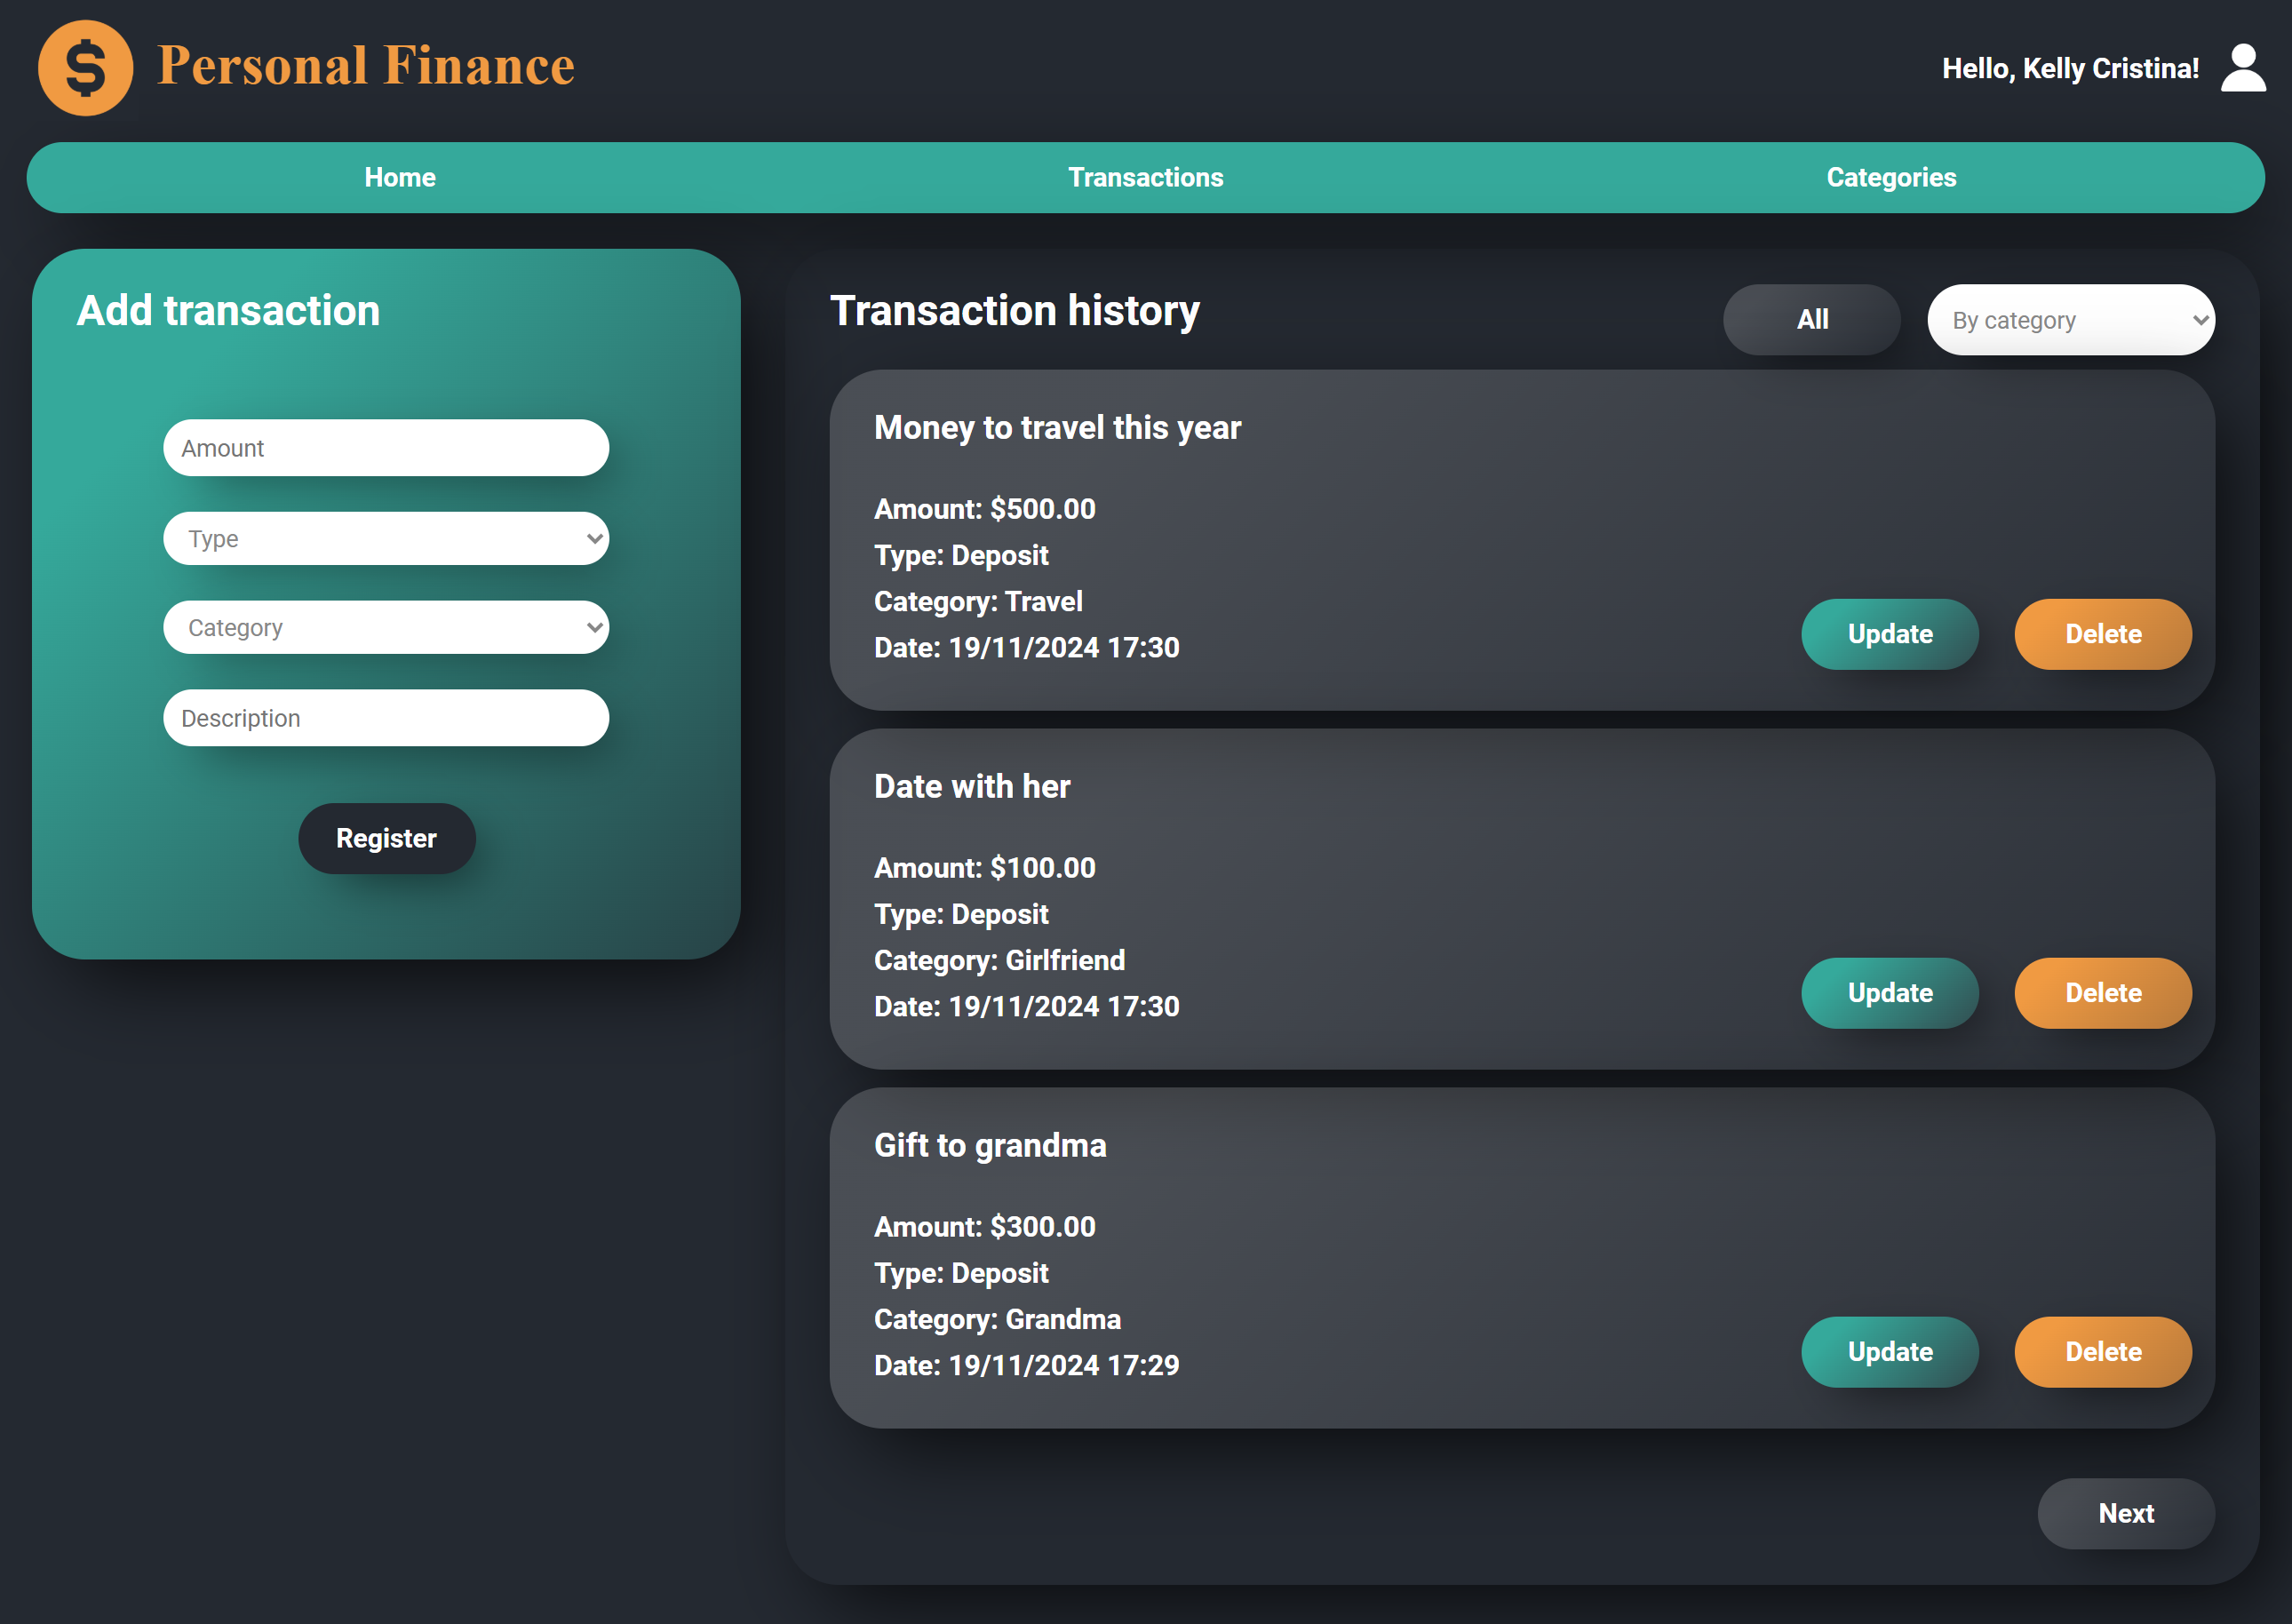 Personal Finance
Hello, Kelly Cristina!
Home
Transactions
Categories
Add transaction
Amount
Type
Category
Description
Register
Transaction history
All
By category
Money to travel this year
Amount: $500.00
Type: Deposit
Category: Travel
Date: 19/11/2024 17:30
Update
Delete
Date with her
Amount: $100.00
Type: Deposit
Category: Girlfriend
Date: 19/11/2024 17:30
Update
Delete
Gift to grandma
Amount: $300.00
Type: Deposit
Category: Grandma
Date: 19/11/2024 17:29
Update
Delete
Next